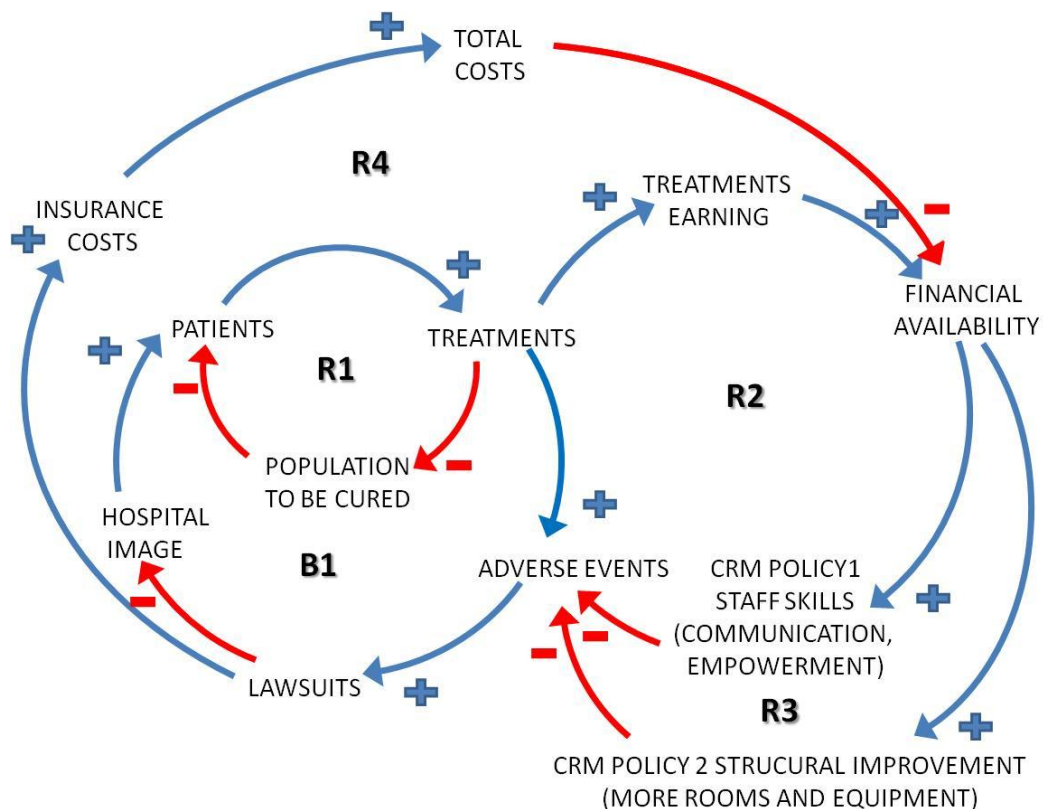 TOTAL
COSTS
R4
TREATMENTS
EARNING
INSURANCE
COSTS
FINANCIAL
AVAILABILITY
PATIENTS
TREATMENTS
R1
R2
POPULATION
TO BE CURED
HOSPITAL
IMAGE
B1
ADVERSE EVENTS
CRM POLICY1
STAFF SKILLS
(COMMUNICATION,
EMPOWERMENT)
LAWSUITS
R3
CRM POLICY 2 STRUCURAL IMPROVEMENT
(MORE ROOMS AND EQUIPMENT)